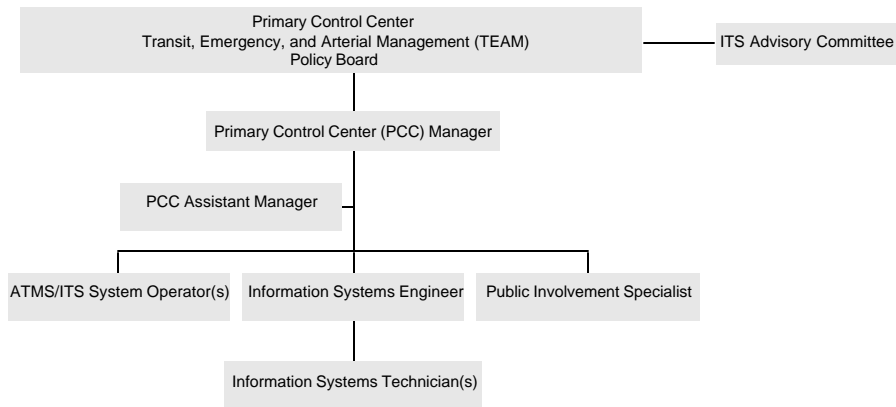 Primary Control Center
Transit, Emergency, and Arterial Management (TEAM)
Policy Board
ITS Advisory Committee
Primary Control Center (PCC) Manager
PCC Assistant Manager
ATMS/ITS System Operator(s)
Information Systems Engineer
Public Involvement Specialist
Information Systems Technician(s)